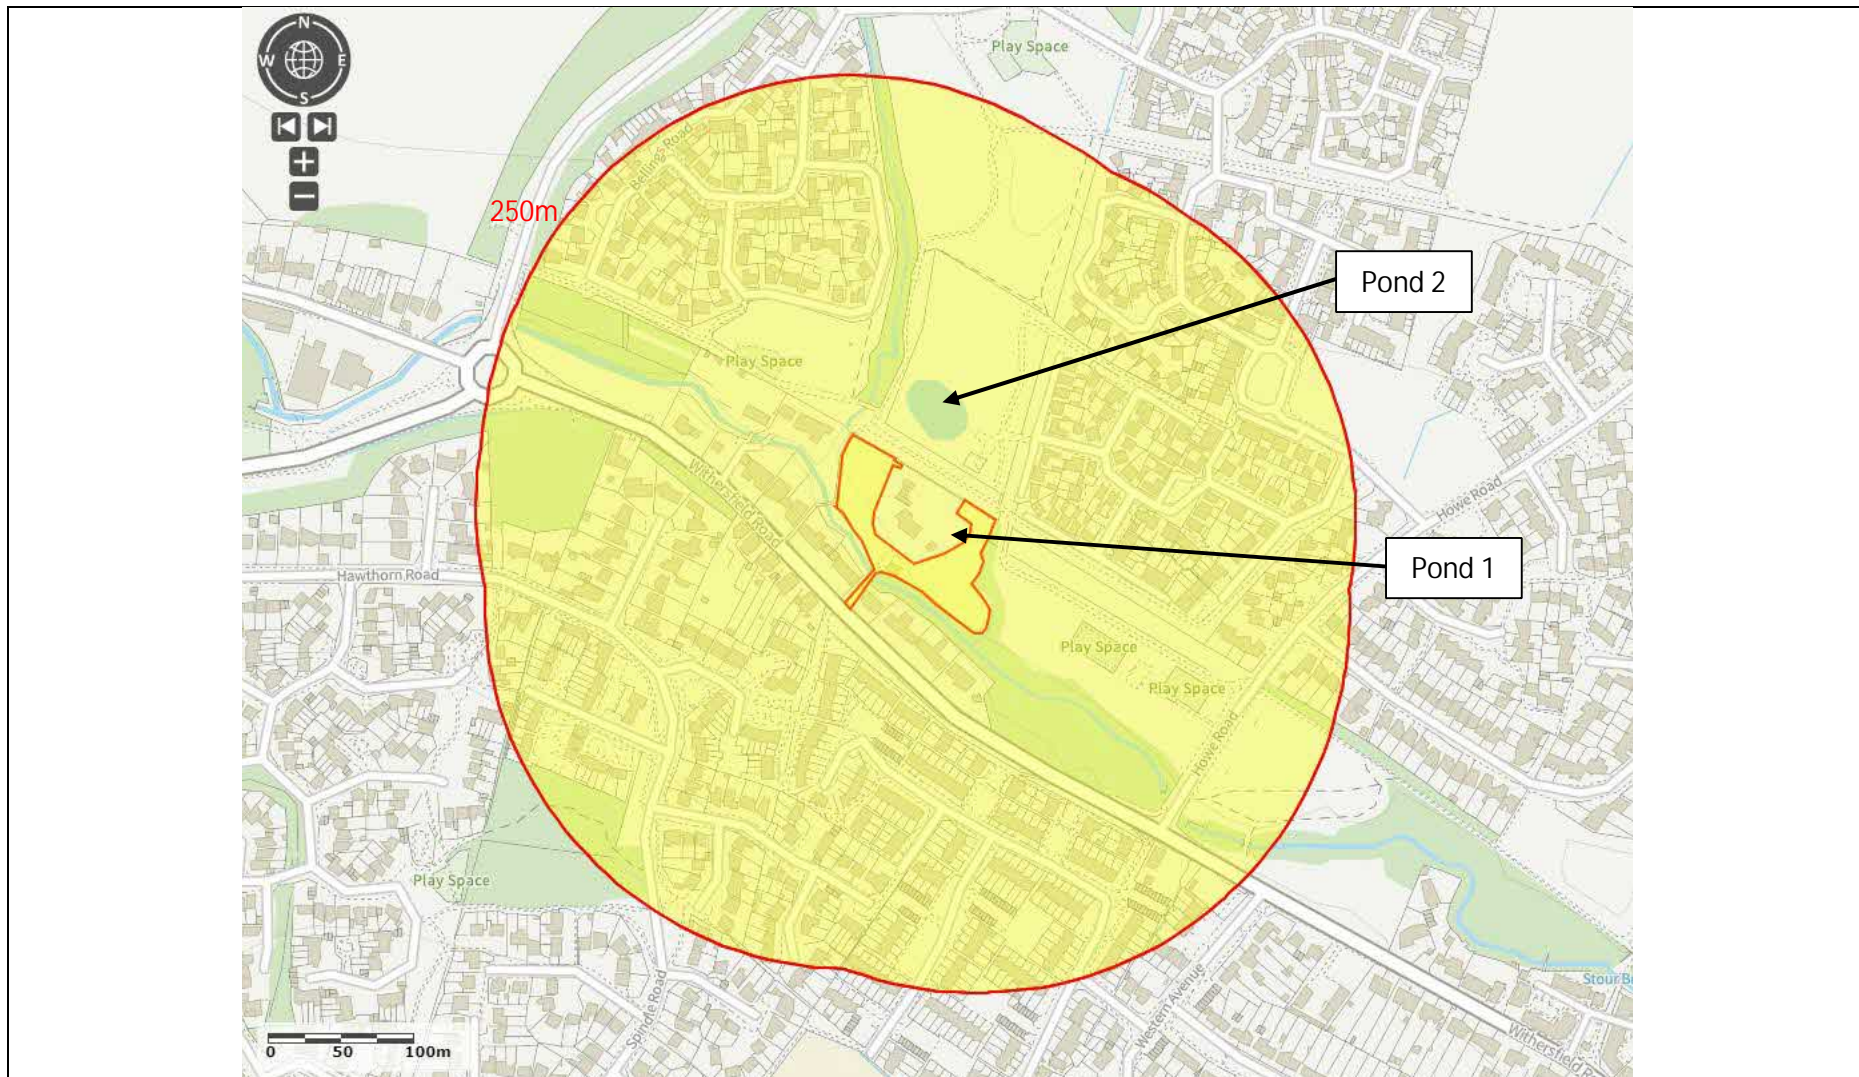 N
W E
S
Play Space
Bellings Road
250m
Pond 2
Play Space
Withersfield Road
Howe Road
Pond 1
Hawthorn Road
Play Space
Play Space
Howe Road
Play Space
Spindle Road
Western Avenue
Stour B
Withersfield R
0 50 100m